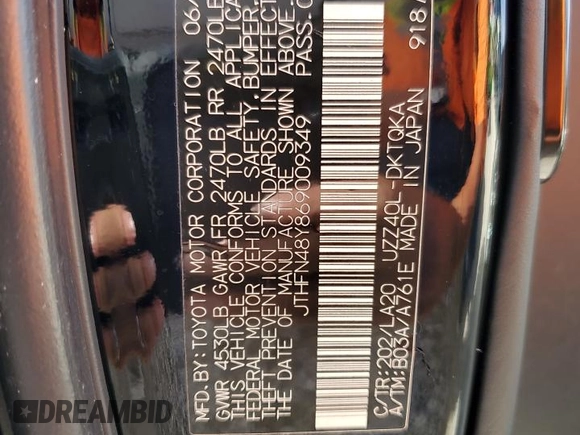 MFD.BY:TOYOTA MOTOR CORPORATION 06/
GVWR 4530LB GAWR FR 2470LB RR 2470LB
THIS VEHICLE CONFORMS TO ALL APPLICA
FEDERAL MOTOR VEHICLE SAFETY, BUMPER,
THEFT PREVENTION STANDARDS IN EFFECT
THE DATE OF MANUFACTURE SHOWN ABOVE.
JTHFN48Y869009349 PASS.C
C/TR:202/LA20 UZZ40L-DKTQKA 918/
A/TM:B03A/A761E MADE IN JAPAN
DREAMBID